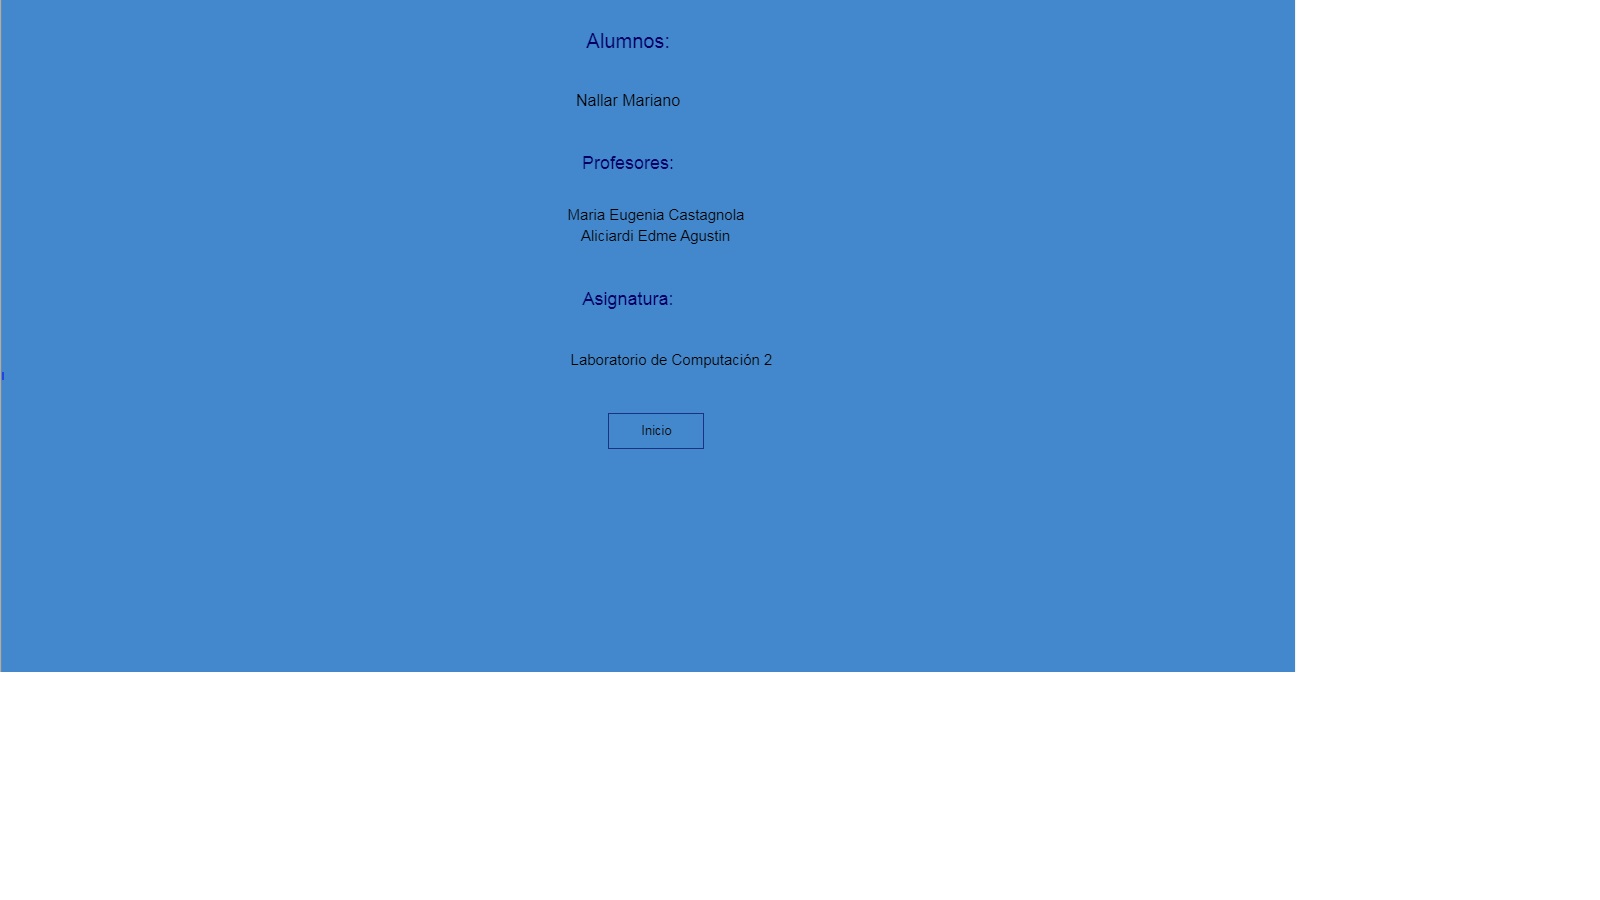 Alumnos:
Nallar Mariano
Profesores:
Maria Eugenia Castagnola
Aliciardi Edme Agustin
Asignatura:
Laboratorio de Computación 2
Inicio